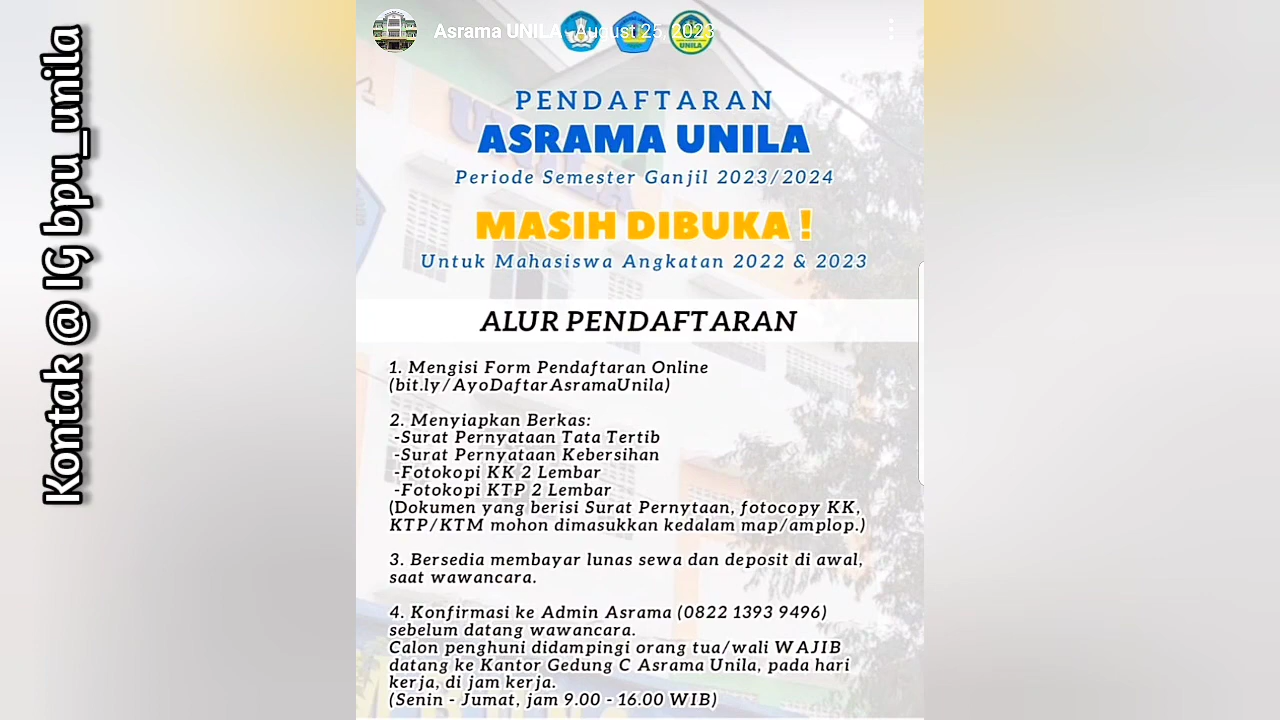 Kontak @ IG bpu_unila
Asrama UNILA August 25, 2023
UNILA
PENDAFTARAN
ASRAMA UNILA
Periode Semester Ganjil 2023/2024
MASIH DIBUKA !
Untuk Mahasiswa Angkatan 2022 & 2023
ALUR PENDAFTARAN
1. Mengisi Form Pendaftaran Online
(bit.ly/AyoDaftarAsramaUnila)
2. Menyiapkan Berkas:
-Surat Pernyataan Tata Tertib
-Surat Pernyataan Kebersihan
-Fotokopi KK 2 Lembar
-Fotokopi KTP 2 Lembar
(Dokumen yang berisi Surat Pernytaan, fotocopy KK,
KTP/KTM mohon dimasukkan kedalam map/amplop.)
3. Bersedia membayar lunas sewa dan deposit di awal,
saat wawancara.
4. Konfirmasi ke Admin Asrama (0822 1393 9496)
sebelum datang wawancara.
Calon penghuni didampingi orang tua/wali WAJIB
datang ke Kantor Gedung C Asrama Unila, pada hari
kerja, di jam kerja.
(Senin - Jumat, jam 9.00 - 16.00 WIB)